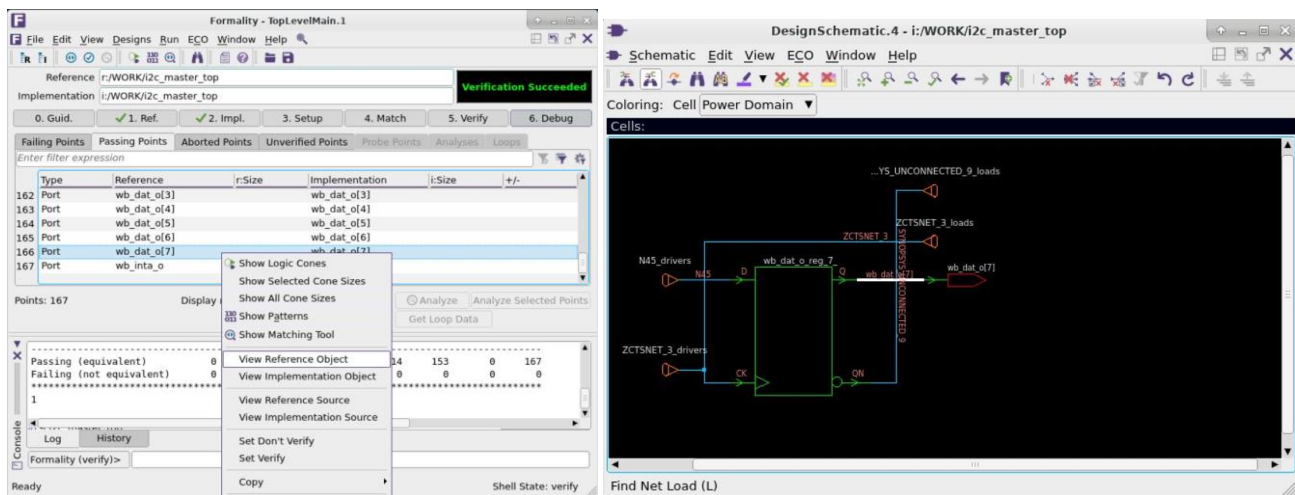 Formality - TopLevelMain.1
File Edit View Designs Run ECO Window Help
Reference r:/WORK/i2c_master_top
Implementation i:/WORK/i2c_master_top
Verification Succeeded
0. Guid. 1. Ref. 2. Impl. 3. Setup 4. Match 5. Verify 6. Debug
Failing Points Passing Points Aborted Points Unverified Points Probe Points Analyses Loops
Enter filter expression
Type Reference r:Size Implementation i:Size +/-
162 Port wb_dat_o[3] wb_dat_o[3]
163 Port wb_dat_o[4] wb_dat_o[4]
164 Port wb_dat_o[5] wb_dat_o[5]
165 Port wb_dat_o[6] wb_dat_o[6]
166 Port wb_dat_o[7] wb_dat_o[7]
167 Port wb_inta_o
Show Logic Cones
Show Selected Cone Sizes
Show All Cone Sizes
Show Patterns
Show Matching Tool
View Reference Object
View Implementation Object
View Reference Source
View Implementation Source
Set Don't Verify
Set Verify
Copy
Points: 167 Display
Analyze Analyze Selected Points
Get Loop Data
Passing (equivalent) 0 14 153 0 167
Failing (not equivalent) 0 0 0 0 0
1
Console
Log History
Formality (verify)>
Ready Shell State: verify
DesignSchematic.4 - i:/WORK/i2c_master_top
Schematic Edit View ECO Window Help
Coloring: Cell Power Domain
Cells:
...YS_UNCONNECTED_9_loads
ZCTSNET_3_loads
ZCTSNET_3
SYNOPSYS_UNCONNECTED_9
N45_drivers
N45
D
wb_dat_o_reg_7_
Q
wb_dat_o[7]
wb_dat_o[7]
ZCTSNET_3_drivers
CK
QN
Find Net Load (L)